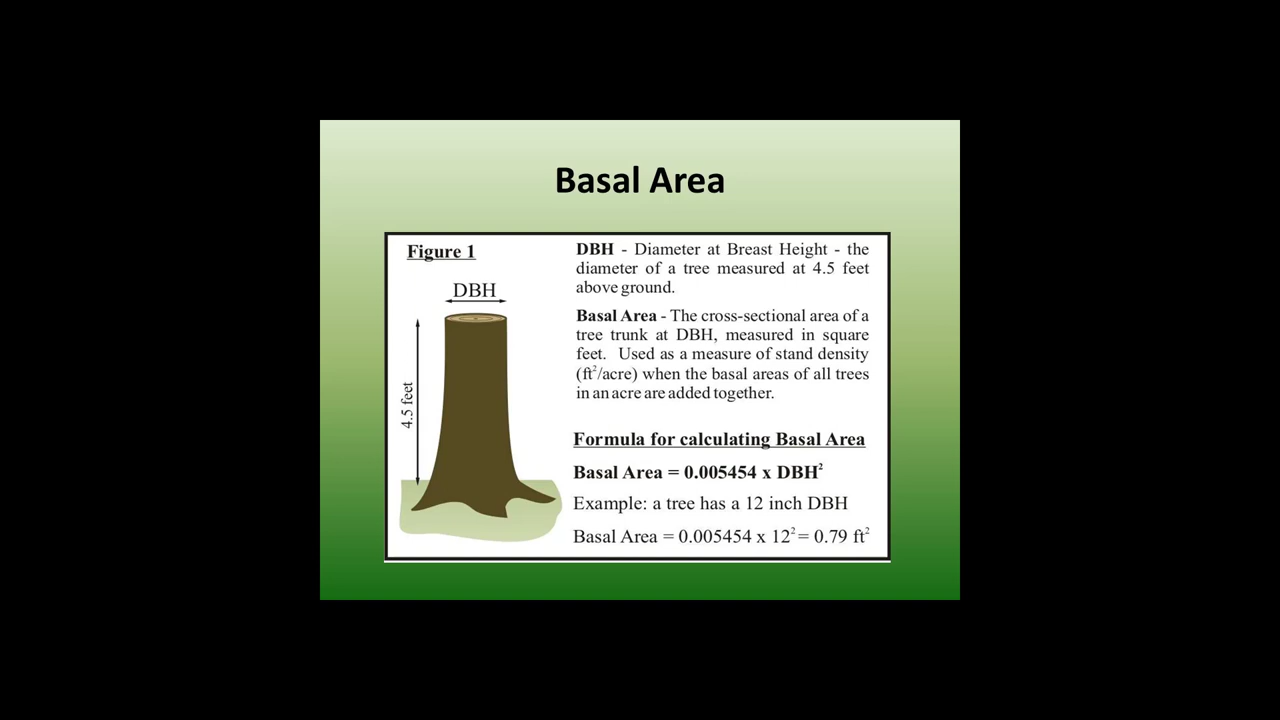 Basal Area
Figure 1
DBH
4.5 feet
DBH - Diameter at Breast Height - the
diameter of a tree measured at 4.5 feet
above ground.
Basal Area - The cross-sectional area of a
tree trunk at DBH, measured in square
feet. Used as a measure of stand density
(ft²/acre) when the basal areas of all trees
in an acre are added together.
Formula for calculating Basal Area
Basal Area = 0.005454 x DBH²
Example: a tree has a 12 inch DBH
Basal Area = 0.005454 x 12² = 0.79 ft²